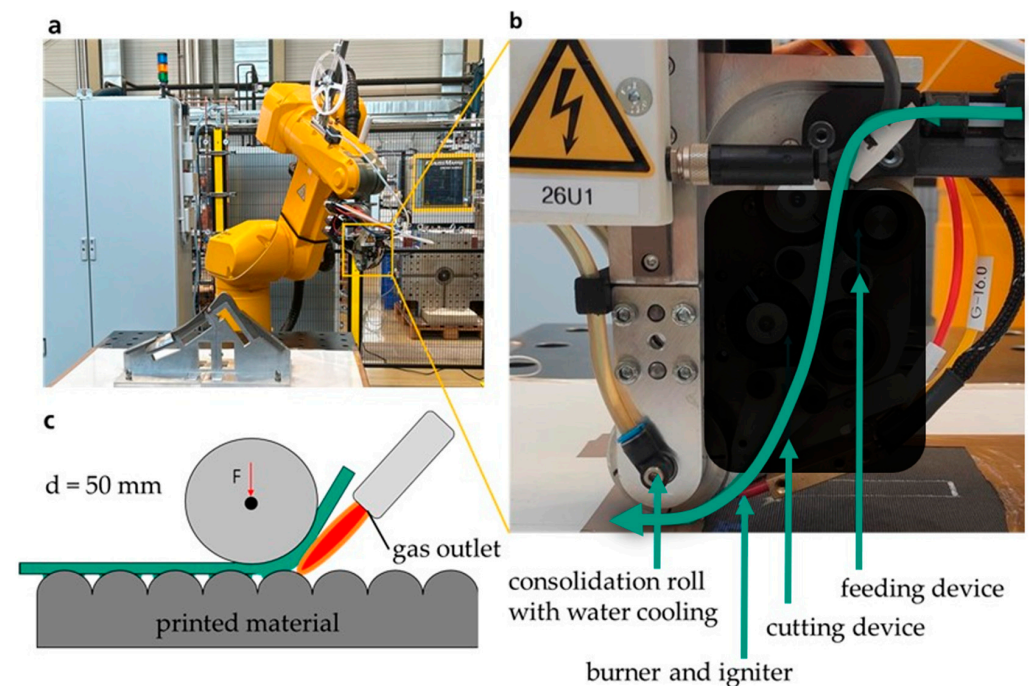 a
b
26U1
G-16.0
c
d = 50 mm
F
gas outlet
printed material
consolidation roll
with water cooling
feeding device
cutting device
burner and igniter